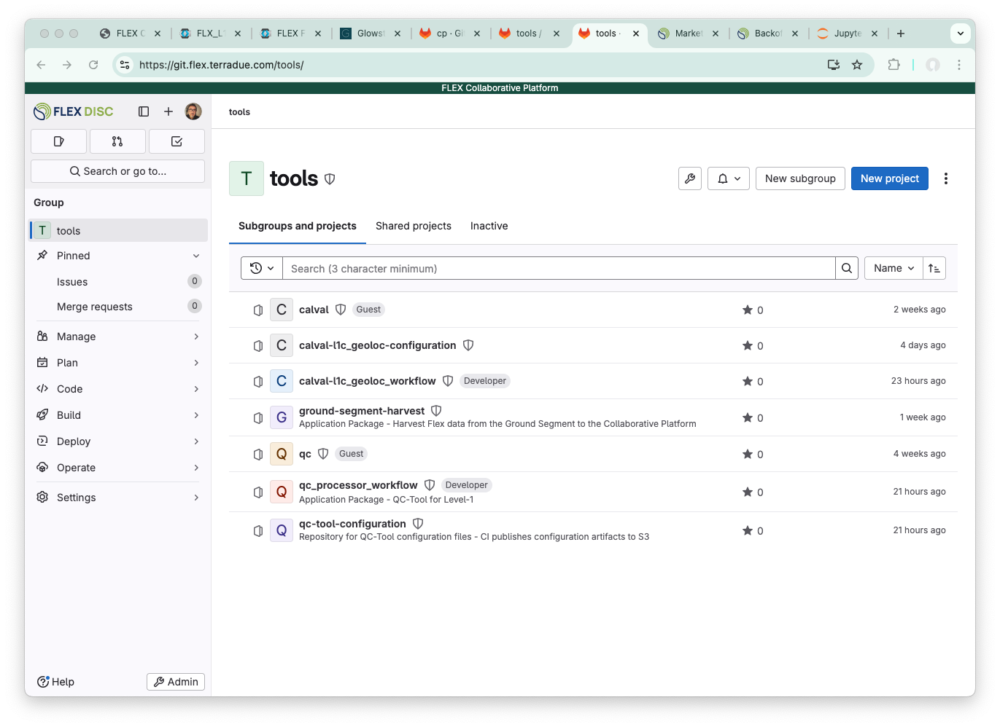 FLEX C
FLX_L
FLEX F
Glows
cp · Gi
tools /
tools ·
Marke
Backo
Jupyte
https://git.flex.terradue.com/tools/
FLEX Collaborative Platform
FLEX DISC
tools
Search or go to...
Group
T tools
Pinned
Issues 0
Merge requests 0
Manage
Plan
Code
Build
Deploy
Operate
Settings
Help
Admin
T tools
New subgroup
New project
Subgroups and projects
Shared projects
Inactive
Search (3 character minimum)
Name
C calval Guest 0 2 weeks ago
C calval-l1c_geoloc-configuration 0 4 days ago
C calval-l1c_geoloc_workflow Developer 0 23 hours ago
G ground-segment-harvest 0 1 week ago
Application Package - Harvest Flex data from the Ground Segment to the Collaborative Platform
Q qc Guest 0 4 weeks ago
Q qc_processor_workflow Developer 0 21 hours ago
Application Package - QC-Tool for Level-1
Q qc-tool-configuration 0 21 hours ago
Repository for QC-Tool configuration files - CI publishes configuration artifacts to S3